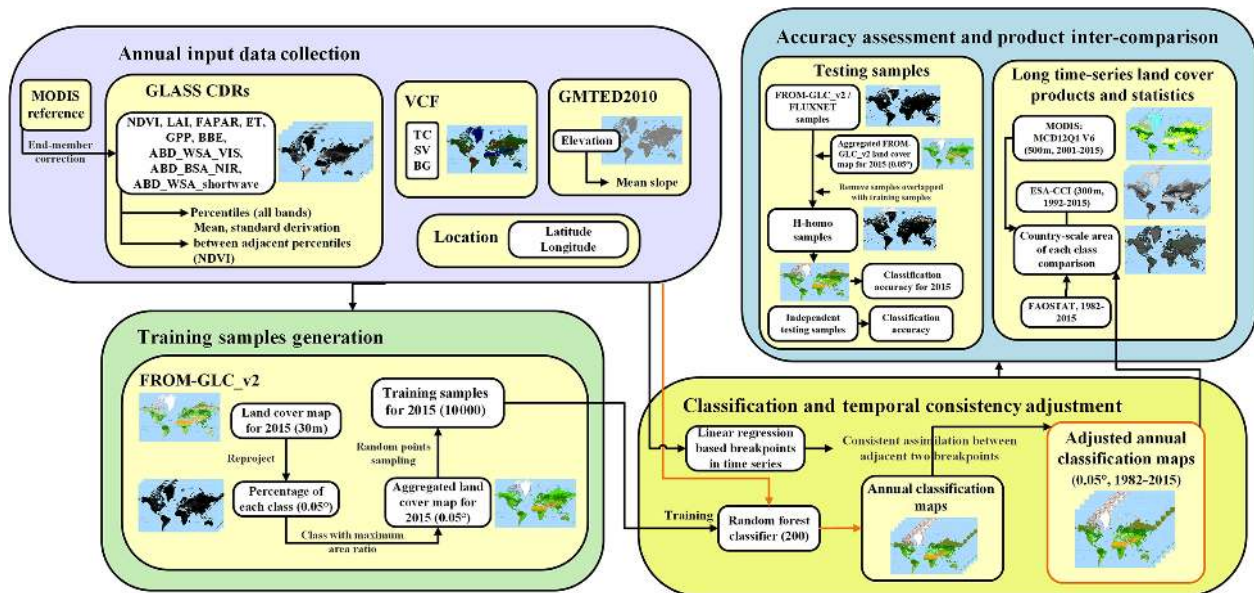 Annual input data collection
MODIS
reference
End-member
correction
GLASS CDRs
NDVI, LAI, FAPAR, ET,
GPP, BBE,
ABD_WSA_VIS,
ABD_BSA_NIR,
ABD_WSA_shortwave
Percentiles (all bands)
Mean, standard derivation
between adjacent percentiles
(NDVI)
VCF
TC
SV
BG
GMTED2010
Elevation
Mean slope
Location
Latitude
Longitude
Training samples generation
FROM-GLC_v2
Land cover map
for 2015 (30m)
Reproject
Percentage of
each class (0.05°)
Class with maximum
area ratio
Training samples
for 2015 (10000)
Random points
sampling
Aggregated land
cover map for
2015 (0.05°)
Accuracy assessment and product inter-comparison
Testing samples
FROM-GLC_v2 /
FLUXNET
samples
Aggregated FROM-
GLC_v2 land cover
map for 2015 (0.05°)
Remove samples overlapped
with training samples
H-homo
samples
Classification
accuracy for 2015
Independent
testing samples
Classification
accuracy
Long time-series land cover
products and statistics
MODIS:
MCD12Q1 V6
(500m, 2001-2015)
ESA-CCI (300m,
1992-2015)
Country-scale area
of each class
comparison
FAOSTAT, 1982-
2015
Classification and temporal consistency adjustment
Linear regression
based breakpoints
in time series
Consistent assimilation between
adjacent two breakpoints
Training
Random forest
classifier (200)
Annual classification
maps
Adjusted annual
classification maps
(0.05°, 1982-2015)